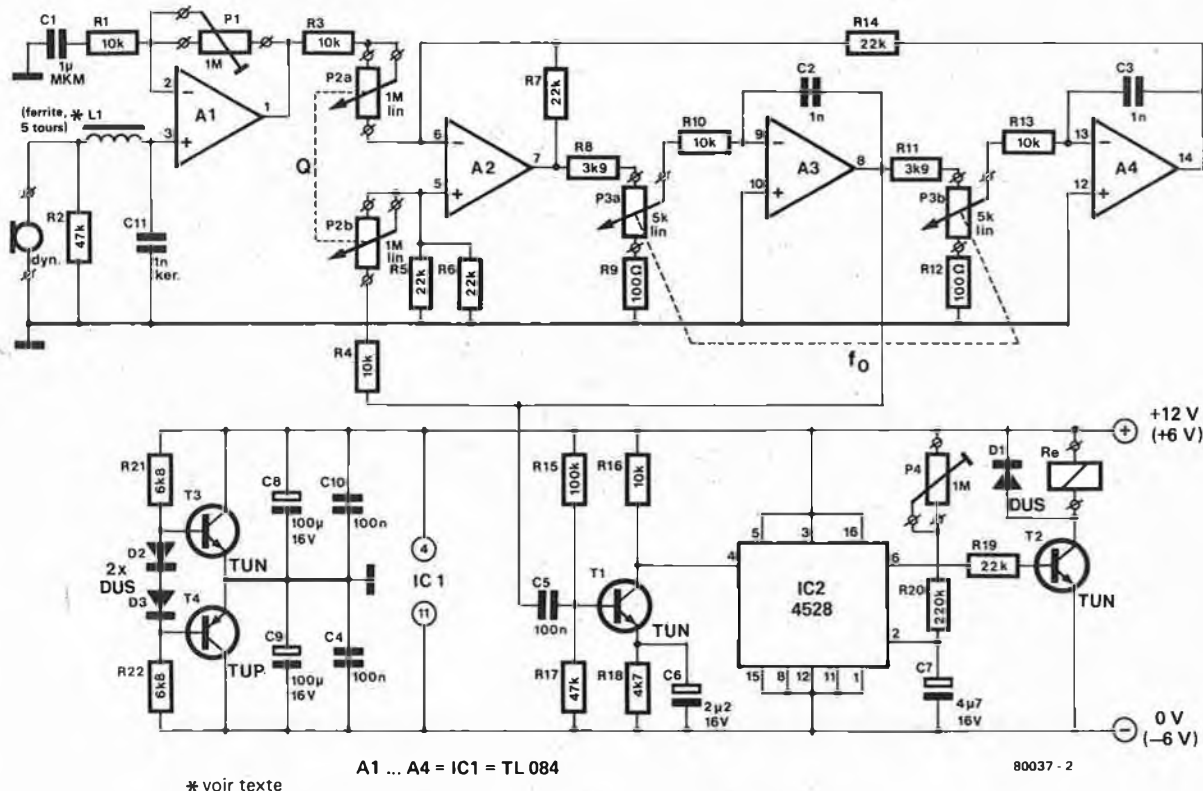 C1
1µ
MKM
R1
10k
P1
1M
R3
10k
P2a
1M
lin
R14
22k
R7
22k
C2
1n
C3
1n
(ferrite, * L1
5 tours)
2
3
1
A1
Q
6
5
7
A2
R8
3k9
R10
10k
9
10
8
A3
R11
3k9
R13
10k
13
12
14
A4
P3a
5k
lin
P3b
5k
lin
dyn.
R2
47k
C11
1n
ker.
P2b
1M
lin
R5
22k
R6
22k
R9
100Ω
R12
100Ω
R4
10k
fo
+12 V
(+6 V)
R21
6k8
T3
TUN
C8
100µ
16V
C10
100n
R15
100k
R16
10k
P4
1M
D1
DUS
Re
D2
2x
DUS
D3
T4
TUP
C9
100µ
16V
C4
100n
4
IC 1
11
C5
100n
T1
TUN
5
3
16
4
6
2
IC2
4528
15
8
12
11
1
R19
22k
T2
TUN
R20
220k
R22
6k8
R17
47k
R18
4k7
C6
2µ2
16V
C7
4µ7
16V
0 V
(–6 V)
A1 ... A4 = IC1 = TL 084
80037 - 2
* voir texte